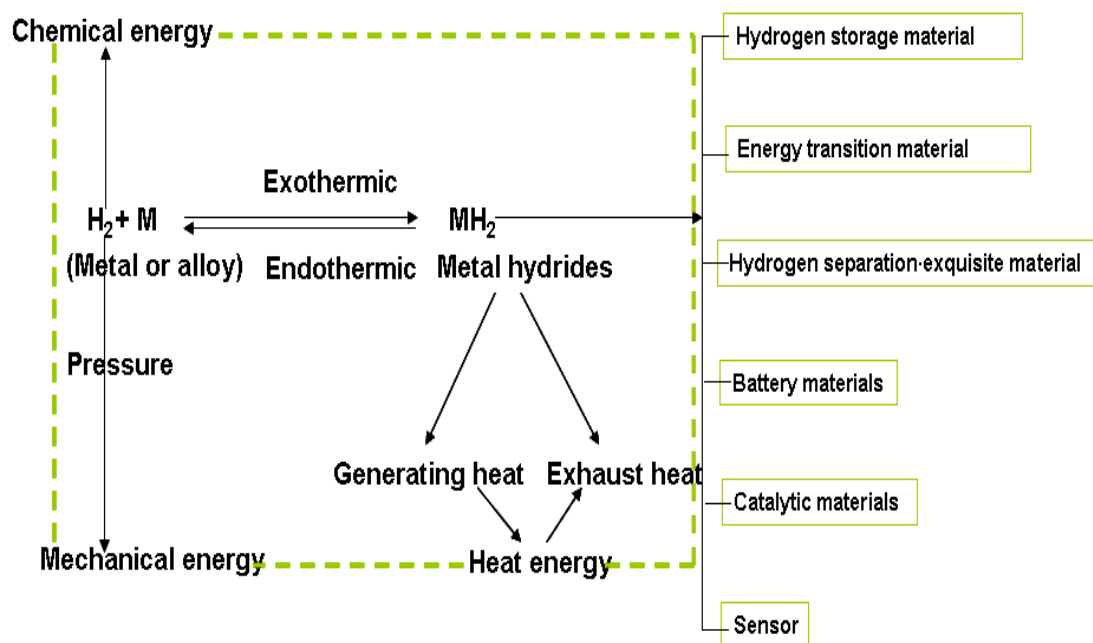 Chemical energy
Hydrogen storage material
Energy transition material
Exothermic
H₂ + M
MH₂
(Metal or alloy)
Endothermic
Metal hydrides
Hydrogen separation·exquisite material
Pressure
Battery materials
Generating heat
Exhaust heat
Catalytic materials
Mechanical energy
Heat energy
Sensor